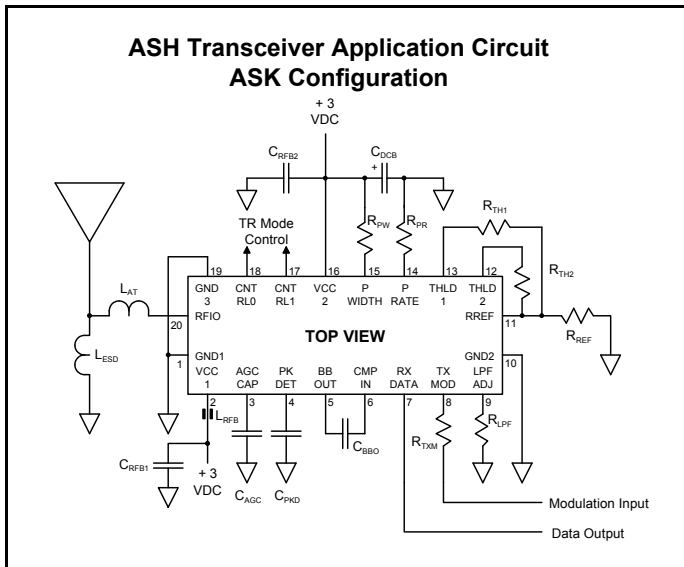 ASH Transceiver Application Circuit
ASK Configuration
+ 3
VDC
CRFB2
CDCB
+
TR Mode
Control
RPW
RPR
RTH1
RTH2
RREF
19
18
17
16
15
14
13
12
GND
3
CNT
RL0
CNT
RL1
VCC
2
P
WIDTH
P
RATE
THLD
1
THLD
2
LAT
20
RFIO
RREF
11
TOP VIEW
LESD
1
GND1
GND2
10
VCC
1
AGC
CAP
PK
DET
BB
OUT
CMP
IN
RX
DATA
TX
MOD
LPF
ADJ
2
3
4
5
6
7
8
9
LRFB
CRFB1
+ 3
VDC
CAGC
CPKD
CBBO
RTXM
RLPF
Modulation Input
Data Output